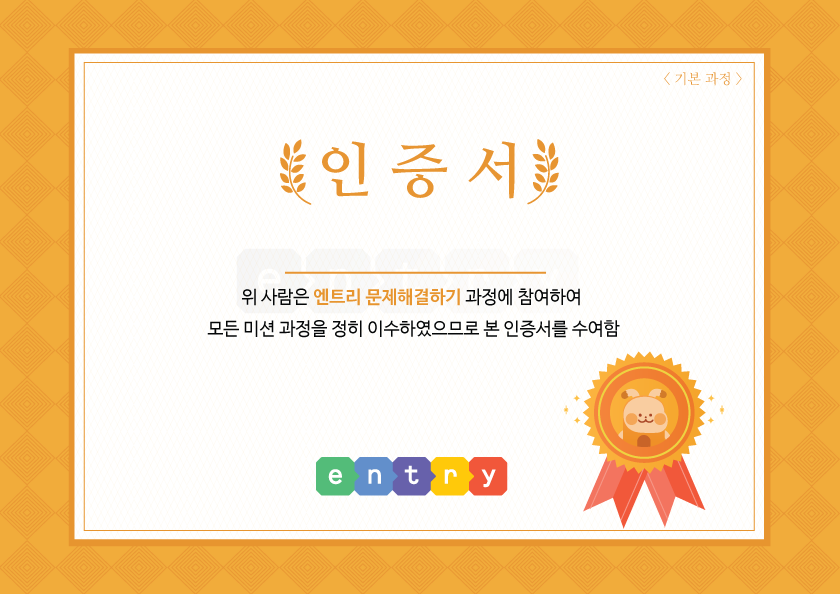 〈 기본 과정 〉
인 증 서
위 사람은 엔트리 문제해결하기 과정에 참여하여
모든 미션 과정을 정히 이수하였으므로 본 인증서를 수여함
entry